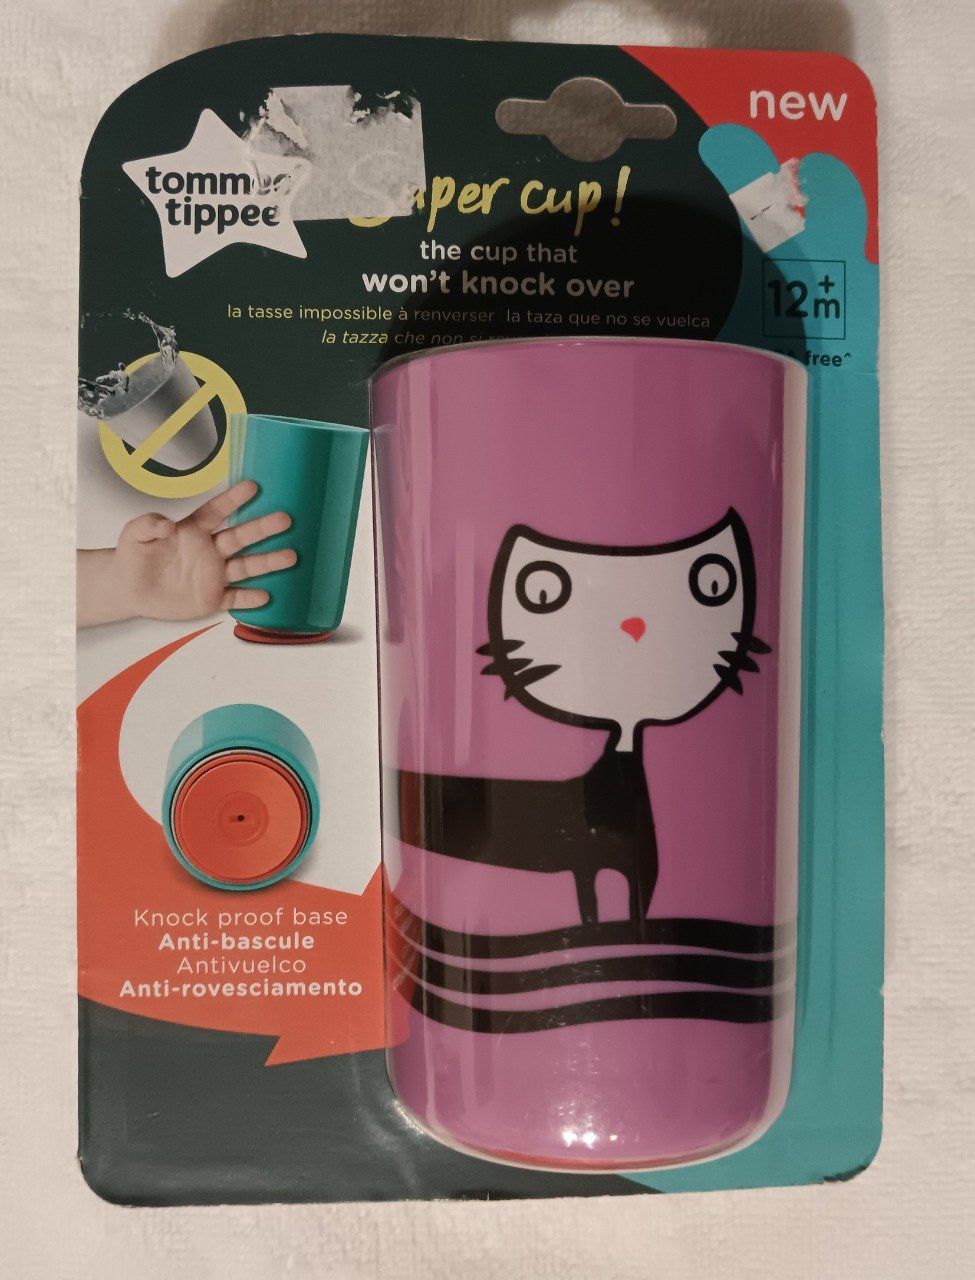 new
tommee
tippee
Super cup!
the cup that
won't knock over
la tasse impossible à renverser la taza que no se vuelca
la tazza che non si
12+m
free^
Knock proof base
Anti-bascule
Antivuelco
Anti-rovesciamento